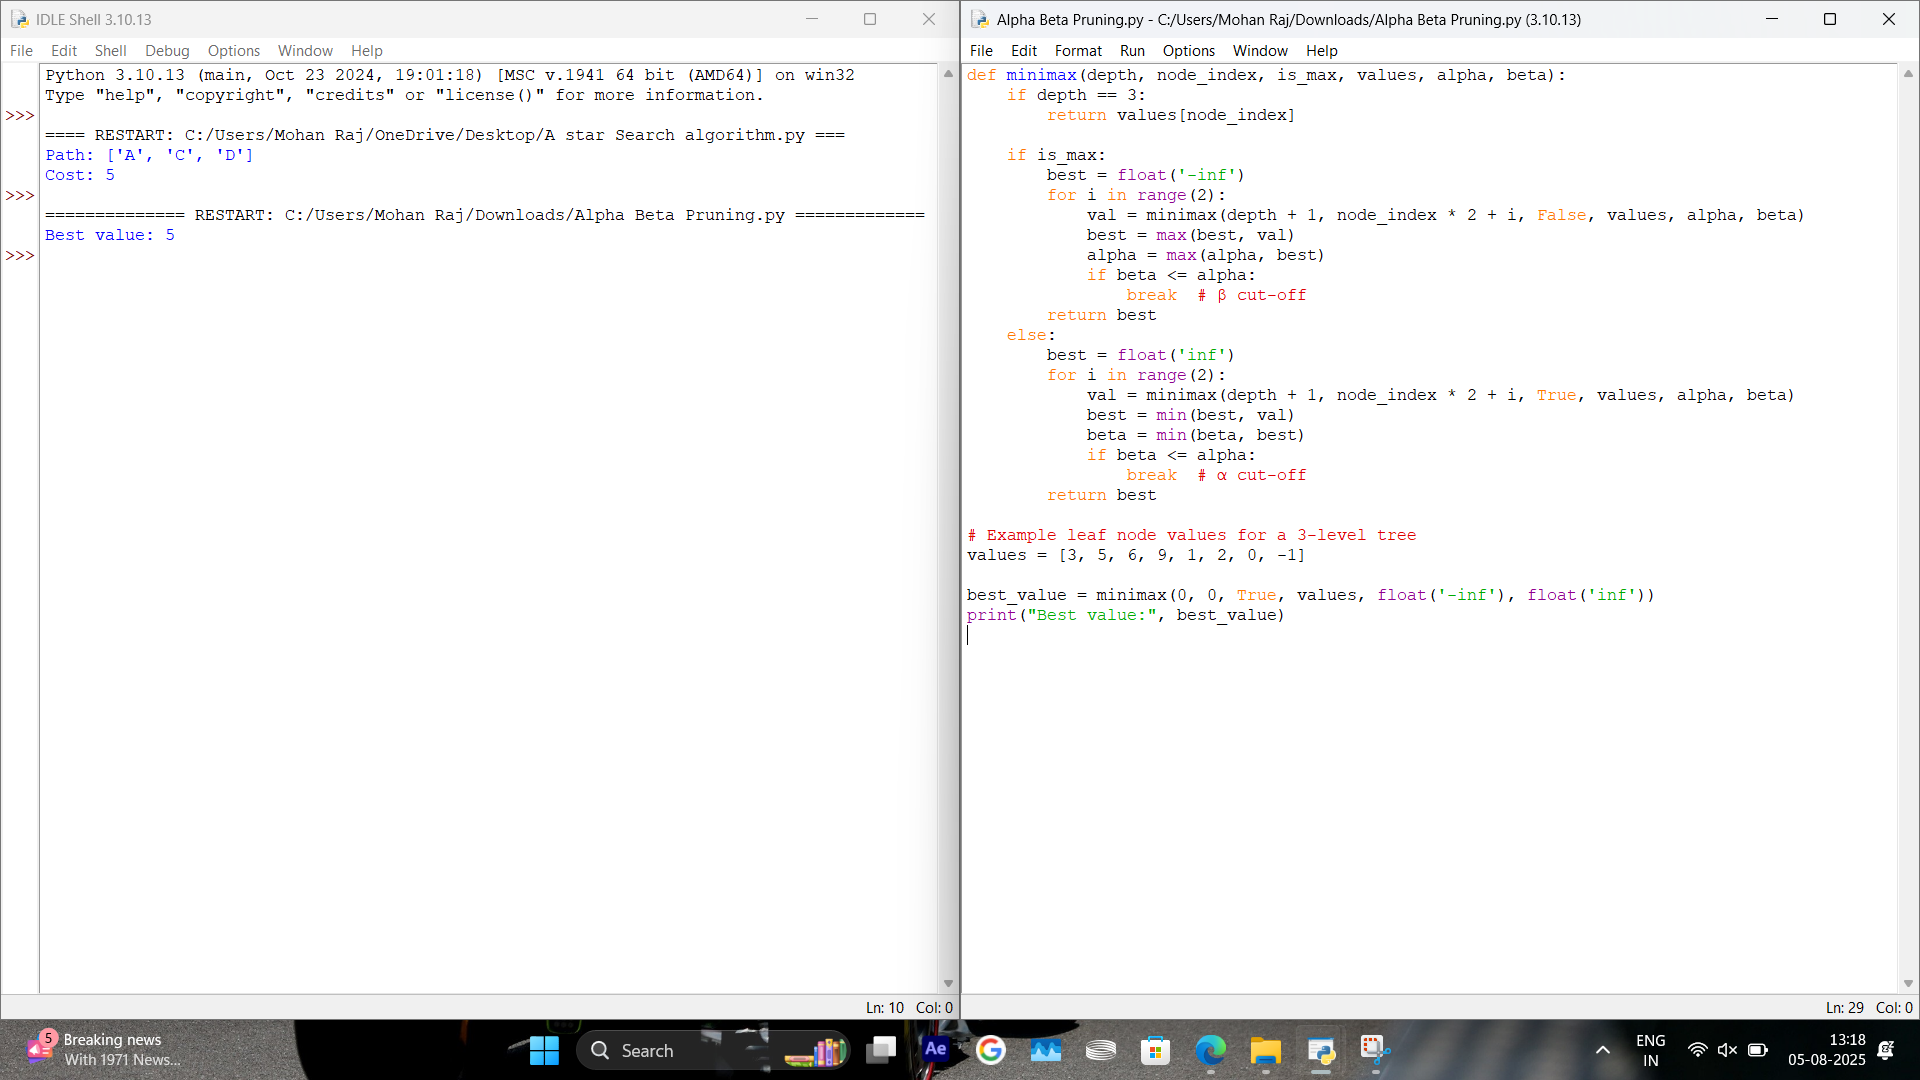 IDLE Shell 3.10.13
File Edit Shell Debug Options Window Help
Python 3.10.13 (main, Oct 23 2024, 19:01:18) [MSC v.1941 64 bit (AMD64)] on win32
Type "help", "copyright", "credits" or "license()" for more information.
>>>
==== RESTART: C:/Users/Mohan Raj/OneDrive/Desktop/A star Search algorithm.py ===
Path: ['A', 'C', 'D']
Cost: 5
>>>
============== RESTART: C:/Users/Mohan Raj/Downloads/Alpha Beta Pruning.py =============
Best value: 5
>>>
Ln: 10 Col: 0
Alpha Beta Pruning.py - C:/Users/Mohan Raj/Downloads/Alpha Beta Pruning.py (3.10.13)
File Edit Format Run Options Window Help
def minimax(depth, node_index, is_max, values, alpha, beta):
    if depth == 3:
        return values[node_index]

    if is_max:
        best = float('-inf')
        for i in range(2):
            val = minimax(depth + 1, node_index * 2 + i, False, values, alpha, beta)
            best = max(best, val)
            alpha = max(alpha, best)
            if beta <= alpha:
                break  # β cut-off
        return best
    else:
        best = float('inf')
        for i in range(2):
            val = minimax(depth + 1, node_index * 2 + i, True, values, alpha, beta)
            best = min(best, val)
            beta = min(beta, best)
            if beta <= alpha:
                break  # α cut-off
        return best

# Example leaf node values for a 3-level tree
values = [3, 5, 6, 9, 1, 2, 0, -1]

best_value = minimax(0, 0, True, values, float('-inf'), float('inf'))
print("Best value:", best_value)
Ln: 29 Col: 0
5
Breaking news
With 1971 News...
Search
Ae
ENG
IN
13:18
05-08-2025